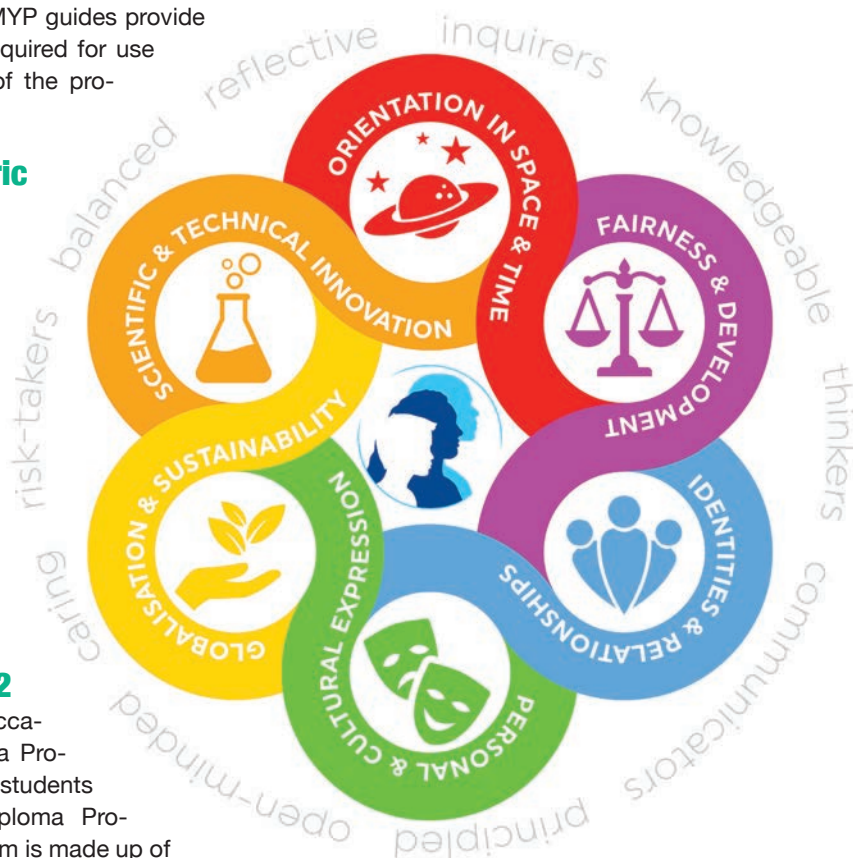 MYP guides provide
quired for use
of the pro-
ric
2
cca-
a Pro-
students
ploma Pro-
m is made up of
reflective
inquirers
knowledgeable
thinkers
communicators
principled
open-minded
caring
risk-takers
balanced
ORIENTATION IN SPACE & TIME
FAIRNESS & DEVELOPMENT
IDENTITIES & RELATIONSHIPS
PERSONAL & CULTURAL EXPRESSION
GLOBALISATION & SUSTAINABILITY
SCIENTIFIC & TECHNICAL INNOVATION